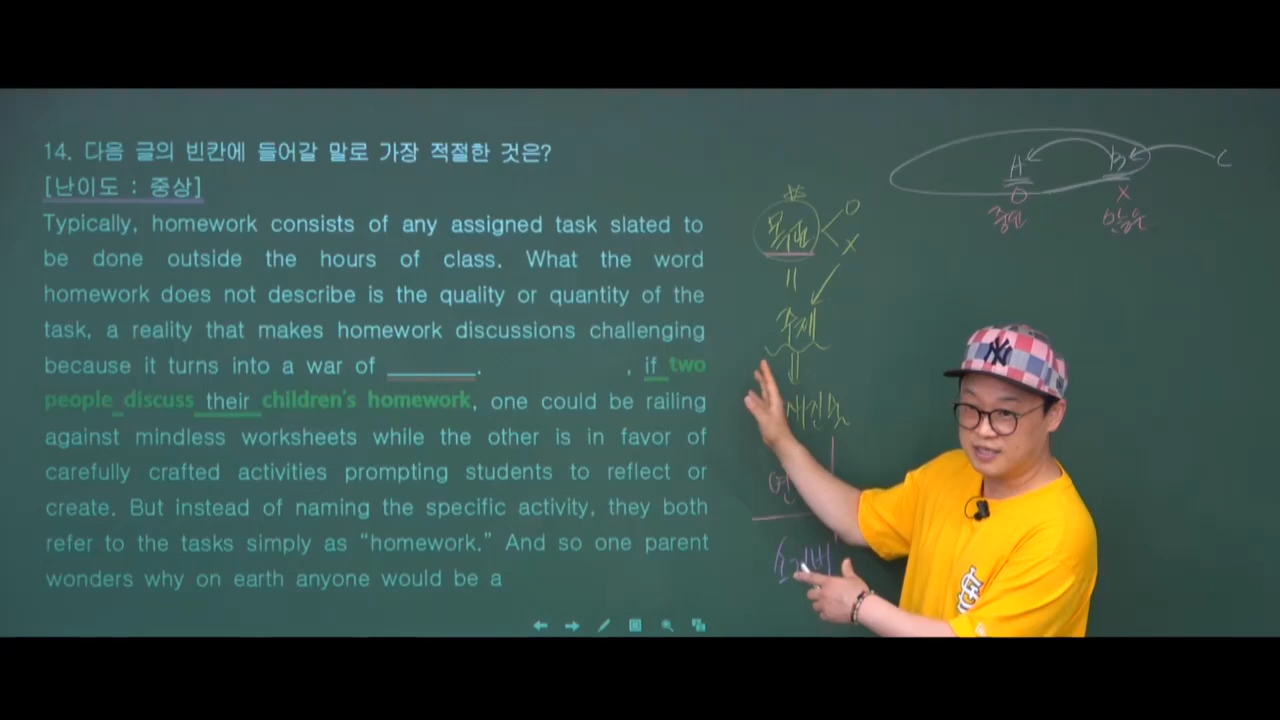 14. 다음 글의 빈칸에 들어갈 말로 가장 적절한 것은?
[난이도 : 중상]
Typically, homework consists of any assigned task slated to
be done outside the hours of class. What the word
homework does not describe is the quality or quantity of the
task, a reality that makes homework discussions challenging
because it turns into a war of ________. , if two
people discuss their children's homework, one could be railing
against mindless worksheets while the other is in favor of
carefully crafted activities prompting students to reflect or
create. But instead of naming the specific activity, they both
refer to the tasks simply as “homework.” And so one parent
wonders why on earth anyone would be a
A B C
O X
O
X
주제
NY